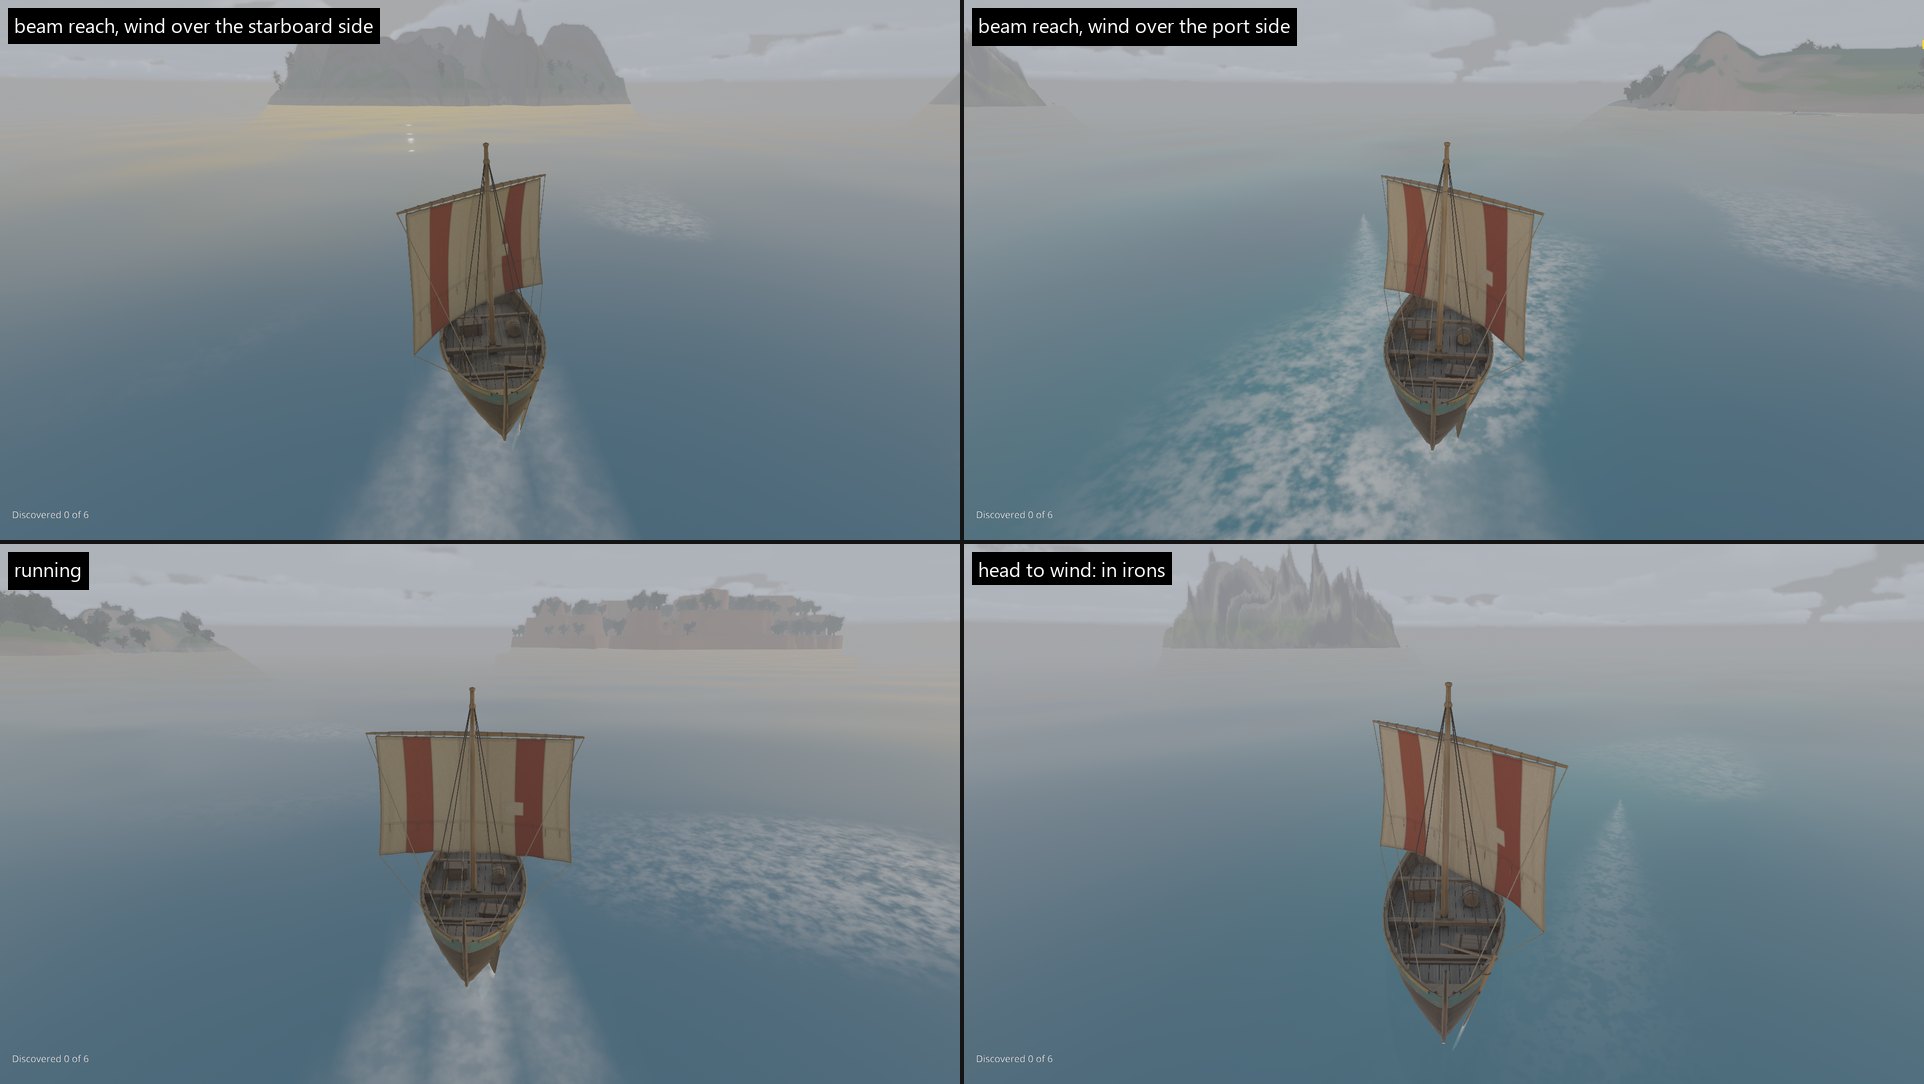 beam reach, wind over the starboard side
beam reach, wind over the port side
Discovered 0 of 6
Discovered 0 of 6
running
head to wind: in irons
Discovered 0 of 6
Discovered 0 of 6